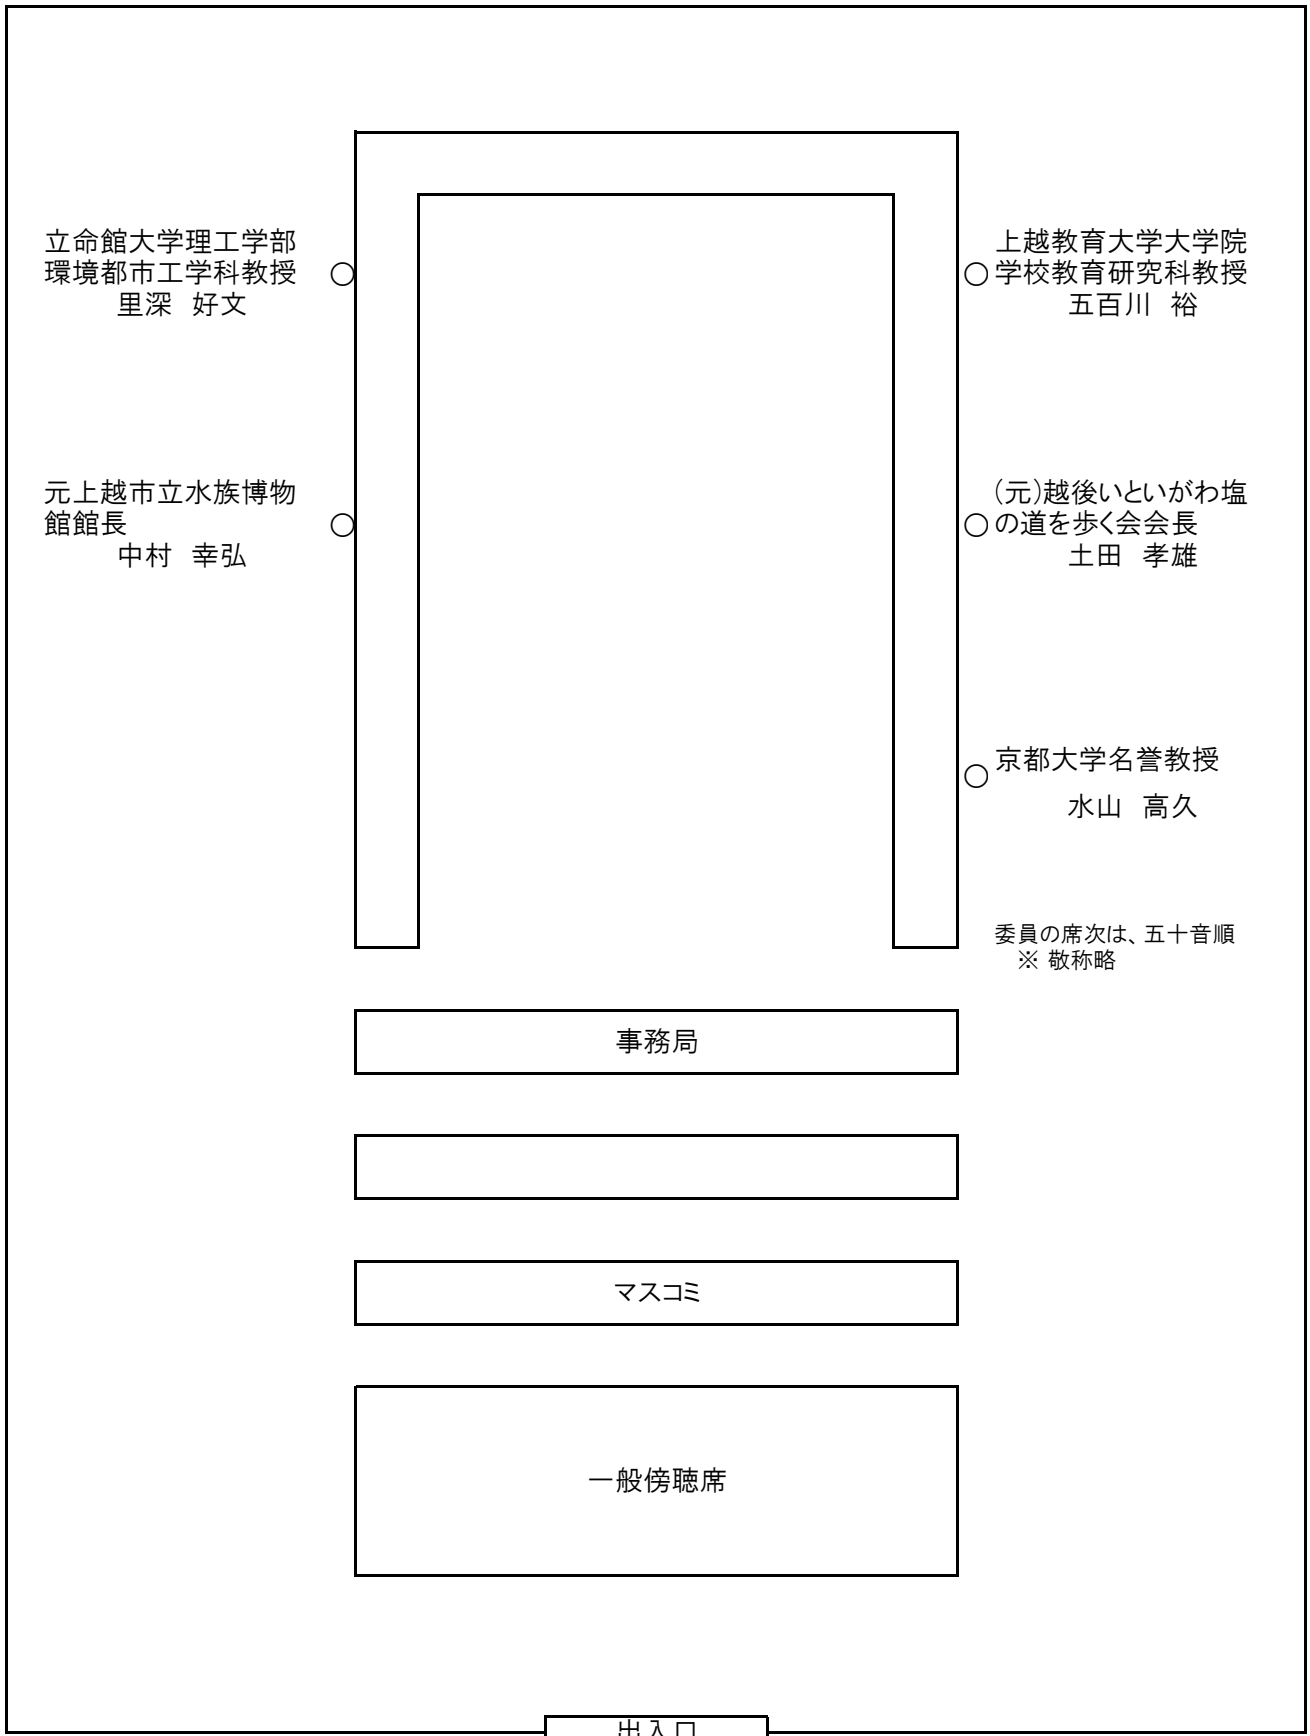 立命館大学理工学部
環境都市工学科教授
里深 好文
○
上越教育大学大学院
○学校教育研究科教授
五百川 裕
元上越市立水族博物
館館長
中村 幸弘
○
(元)越後いといがわ塩
○の道を歩く会会長
土田 孝雄
京都大学名誉教授
○
水山 高久
委員の席次は、五十音順
※ 敬称略
事務局
マスコミ
一般傍聴席
出入口